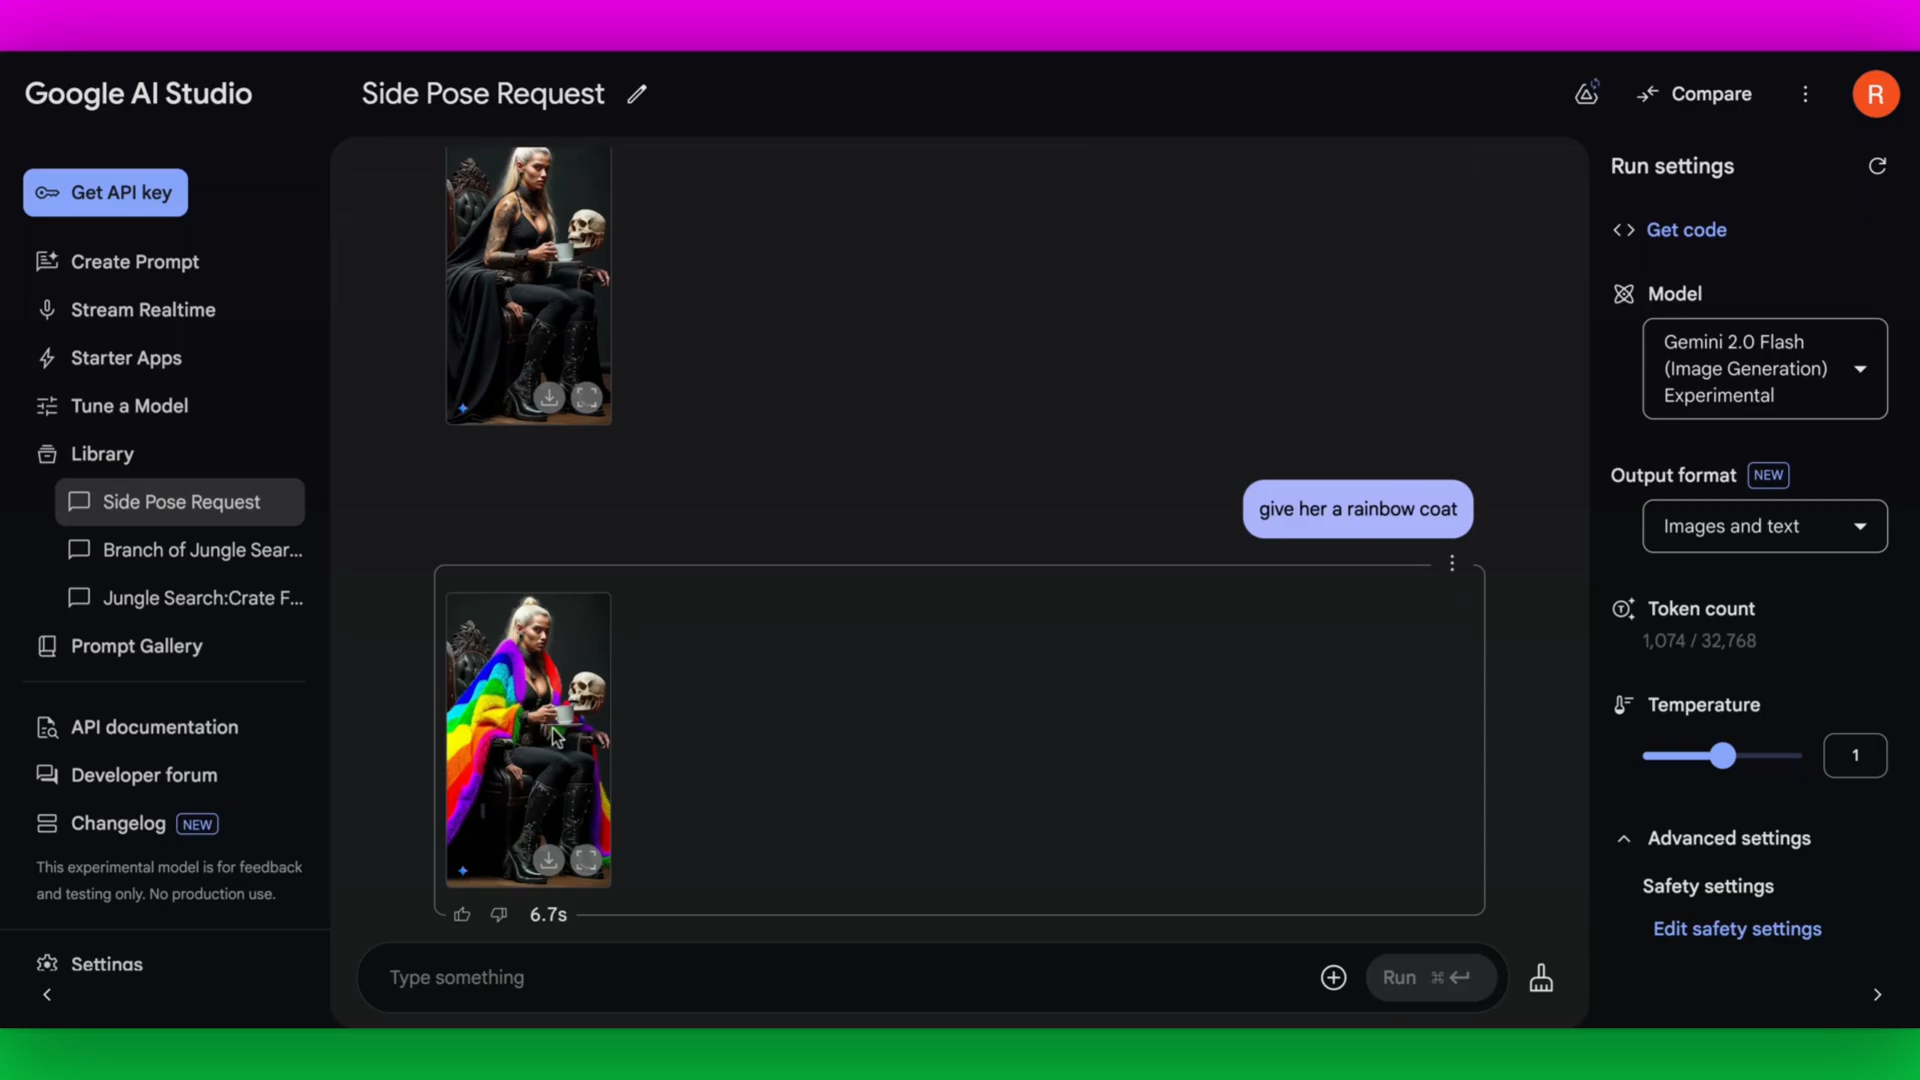 Google AI Studio
Side Pose Request
Compare
R
Get API key
Create Prompt
Stream Realtime
Starter Apps
Tune a Model
Library
Side Pose Request
Branch of Jungle Sear...
Jungle Search:Crate F...
Prompt Gallery
API documentation
Developer forum
Changelog NEW
This experimental model is for feedback
and testing only. No production use.
Settings
give her a rainbow coat
6.7s
Type something
Run ⌘↵
Run settings
Get code
Model
Gemini 2.0 Flash
(Image Generation)
Experimental
Output format NEW
Images and text
Token count
1,074 / 32,768
Temperature
1
Advanced settings
Safety settings
Edit safety settings